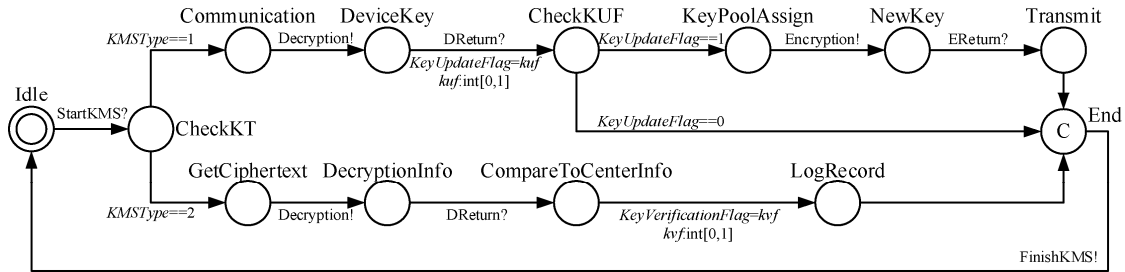 Communication
DeviceKey
CheckKUF
KeyPoolAssign
NewKey
Transmit
KMSType==1
Decryption!
DReturn?
KeyUpdateFlag=kuf
kuf:int[0,1]
KeyUpdateFlag==1
Encryption!
EReturn?
Idle
StartKMS?
CheckKT
KeyUpdateFlag==0
C
End
GetCiphertext
DecryptionInfo
CompareToCenterInfo
LogRecord
KMSType==2
Decryption!
DReturn?
KeyVerificationFlag=kvf
kvf:int[0,1]
FinishKMS!